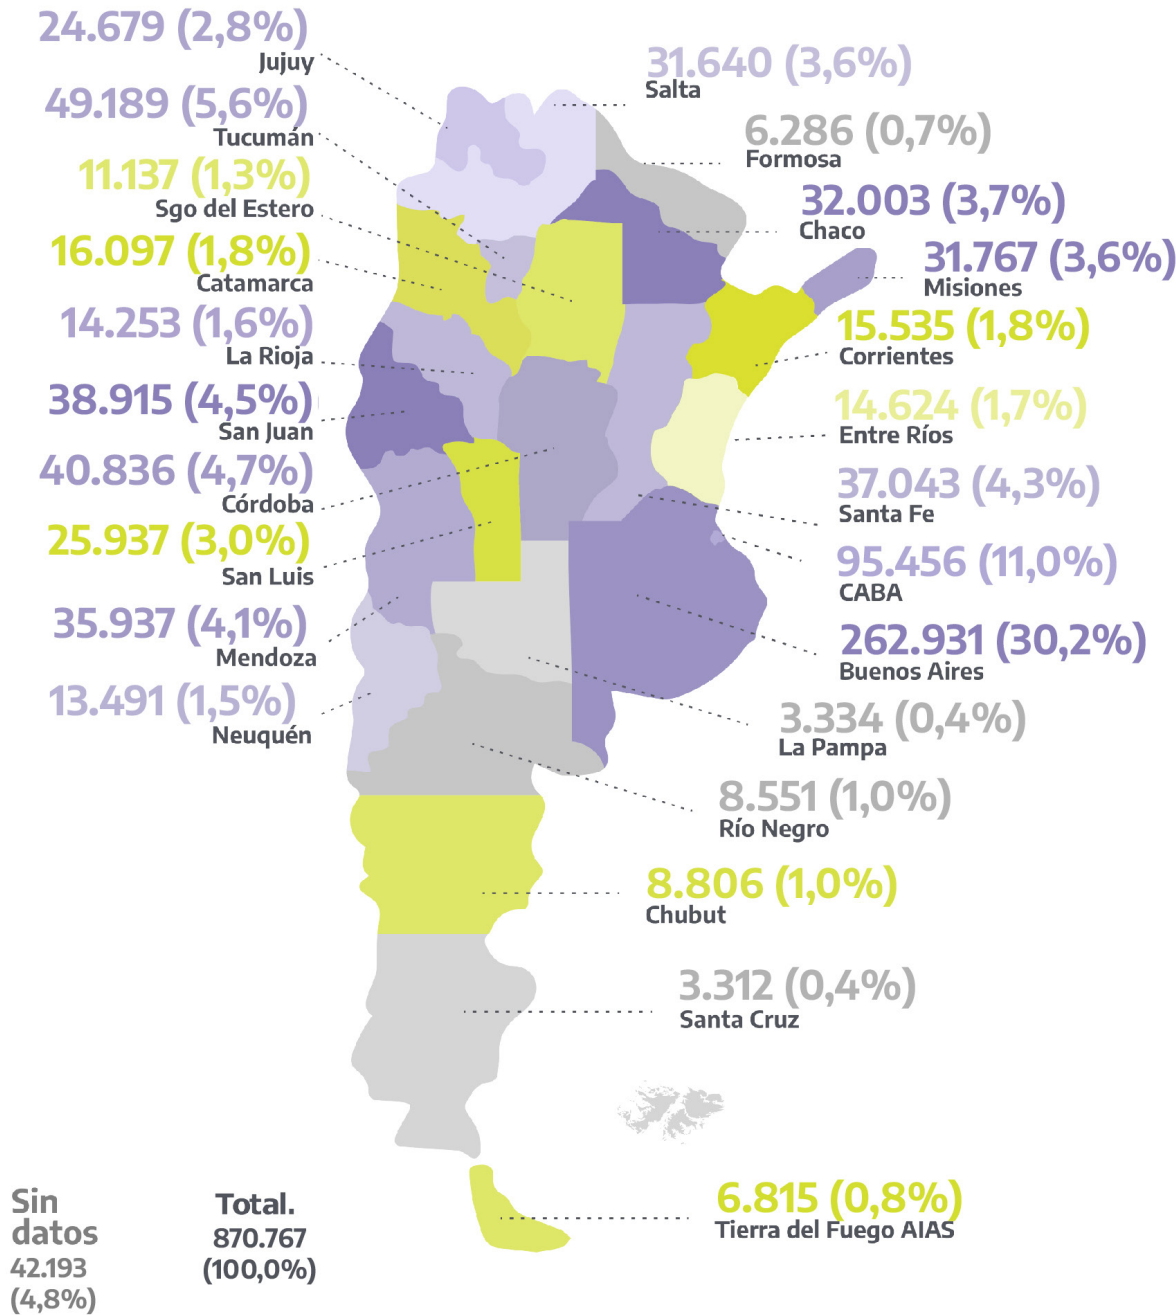 24.679 (2,8%)
Jujuy
49.189 (5,6%)
Tucumán
11.137 (1,3%)
Sgo del Estero
16.097 (1,8%)
Catamarca
14.253 (1,6%)
La Rioja
38.915 (4,5%)
San Juan
40.836 (4,7%)
Córdoba
25.937 (3,0%)
San Luis
35.937 (4,1%)
Mendoza
13.491 (1,5%)
Neuquén
31.640 (3,6%)
Salta
6.286 (0,7%)
Formosa
32.003 (3,7%)
Chaco
31.767 (3,6%)
Misiones
15.535 (1,8%)
Corrientes
14.624 (1,7%)
Entre Ríos
37.043 (4,3%)
Santa Fe
95.456 (11,0%)
CABA
262.931 (30,2%)
Buenos Aires
3.334 (0,4%)
La Pampa
8.551 (1,0%)
Río Negro
8.806 (1,0%)
Chubut
3.312 (0,4%)
Santa Cruz
6.815 (0,8%)
Tierra del Fuego AIAS
Sin
datos
42.193
(4,8%)
Total.
870.767
(100,0%)